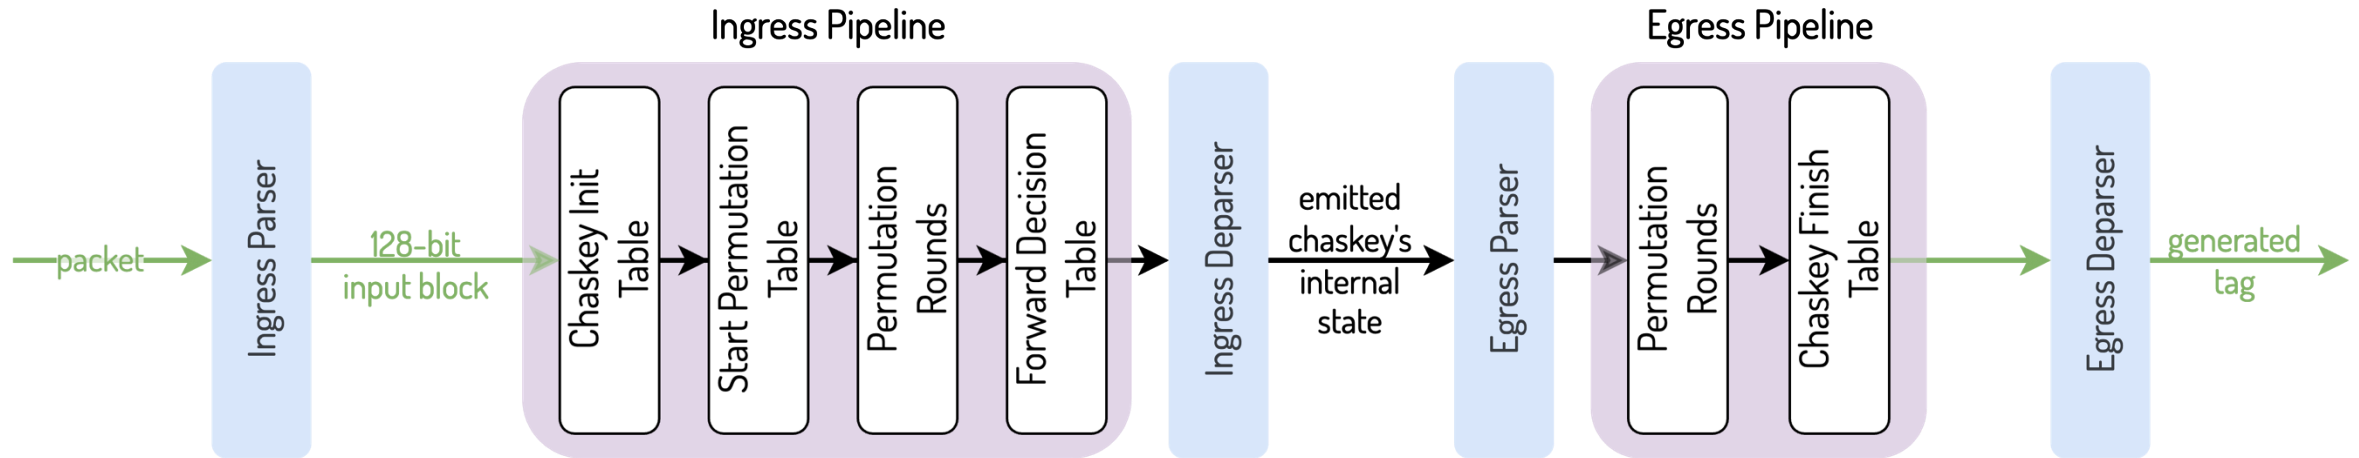 Ingress Pipeline
Egress Pipeline
packet
Ingress Parser
128-bit
input block
Chaskey Init
Table
Start Permutation
Table
Permutation
Rounds
Forward Decision
Table
Ingress Deparser
emitted
chaskey's
internal
state
Egress Parser
Permutation
Rounds
Chaskey Finish
Table
Egress Deparser
generated
tag